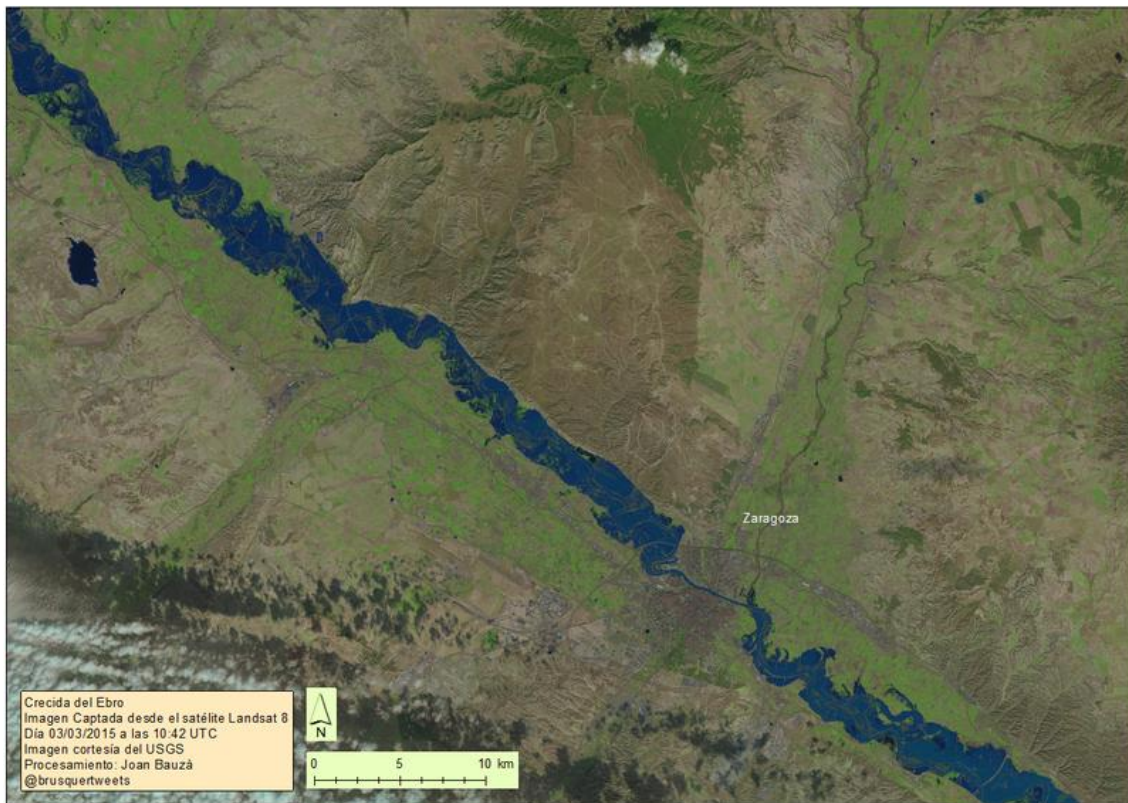 Zaragoza
Crecida del Ebro
Imagen Captada desde el satélite Landsat 8
Día 03/03/2015 a las 10:42 UTC
Imagen cortesía del USGS
Procesamiento: Joan Bauzà
@brusquertweets
N
0 5 10 km